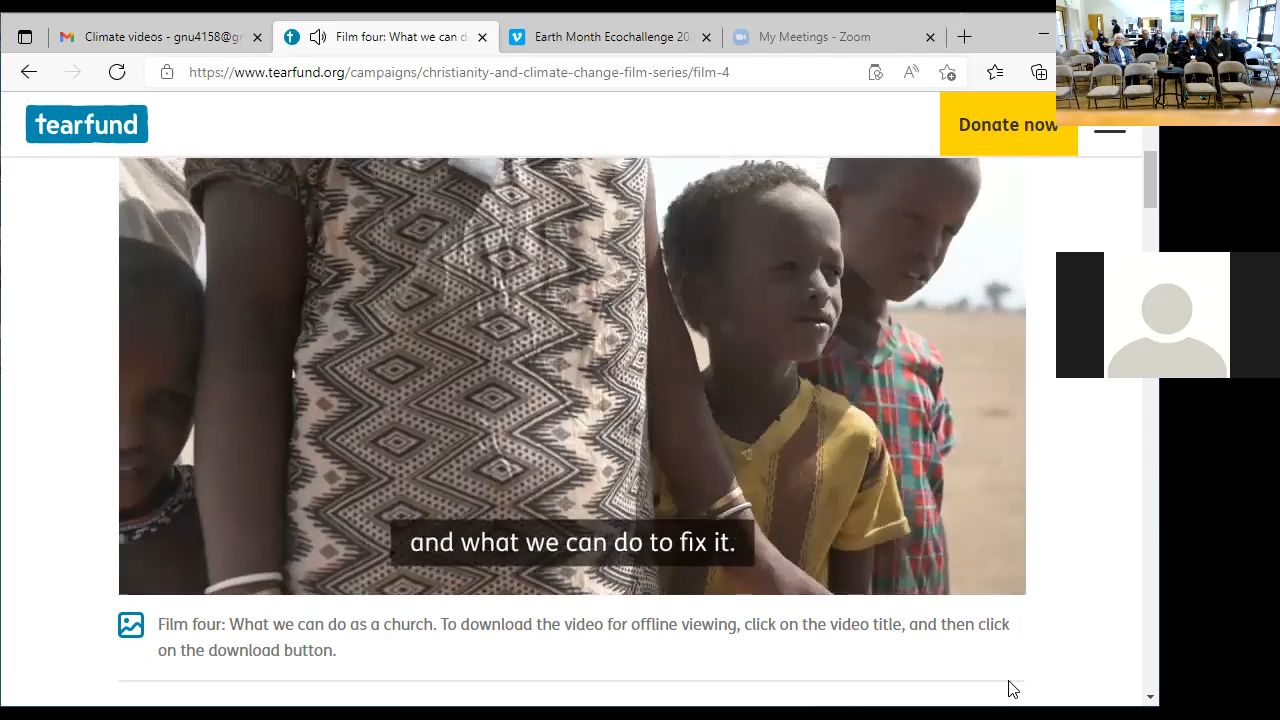 Climate videos - gnu4158@gr
Film four: What we can d
Earth Month Ecochallenge 20
My Meetings - Zoom
https://www.tearfund.org/campaigns/christianity-and-climate-change-film-series/film-4
tearfund
Donate now
and what we can do to fix it.
Film four: What we can do as a church. To download the video for offline viewing, click on the video title, and then click
on the download button.